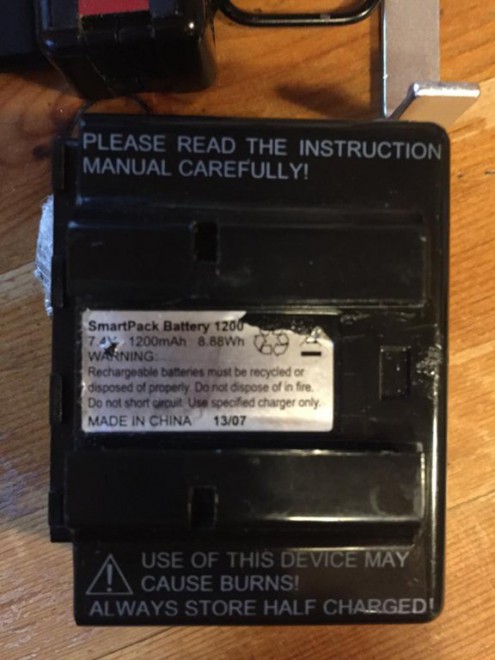 PLEASE READ THE INSTRUCTION
MANUAL CAREFULLY!
SmartPack Battery 1200
7.4V 1200mAh 8.88Wh
WARNING:
Rechargeable batteries must be recycled or
disposed of properly. Do not dispose of in fire.
Do not short circuit. Use specified charger only.
MADE IN CHINA 13/07
USE OF THIS DEVICE MAY
CAUSE BURNS!
ALWAYS STORE HALF CHARGED!